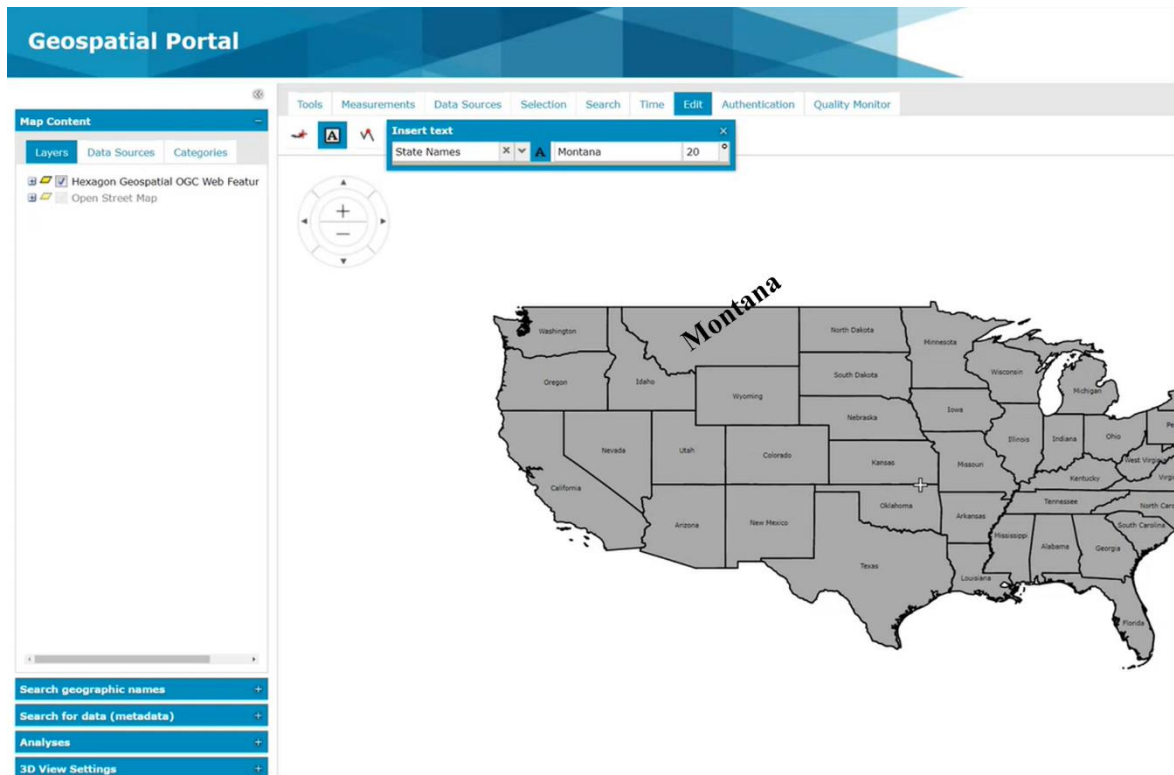 Geospatial Portal
Tools Measurements Data Sources Selection Search Time Edit Authentication Quality Monitor
Map Content
Layers Data Sources Categories
Hexagon Geospatial OGC Web Featur
Open Street Map
Insert text
State Names A Montana 20 °
A
Montana
Washington
North Dakota
Minnesota
Oregon
Idaho
South Dakota
Wisconsin
Michigan
Wyoming
Iowa
Nebraska
Nevada
Utah
Colorado
Kansas
Missouri
Illinois
Indiana
Ohio
Pe
West Virginia
Virgi
Kentucky
California
Oklahoma
Arkansas
Tennessee
North Car
South Carolina
Arizona
New Mexico
Mississippi
Alabama
Georgia
Texas
Louisiana
Florida
Search geographic names
Search for data (metadata)
Analyses
3D View Settings